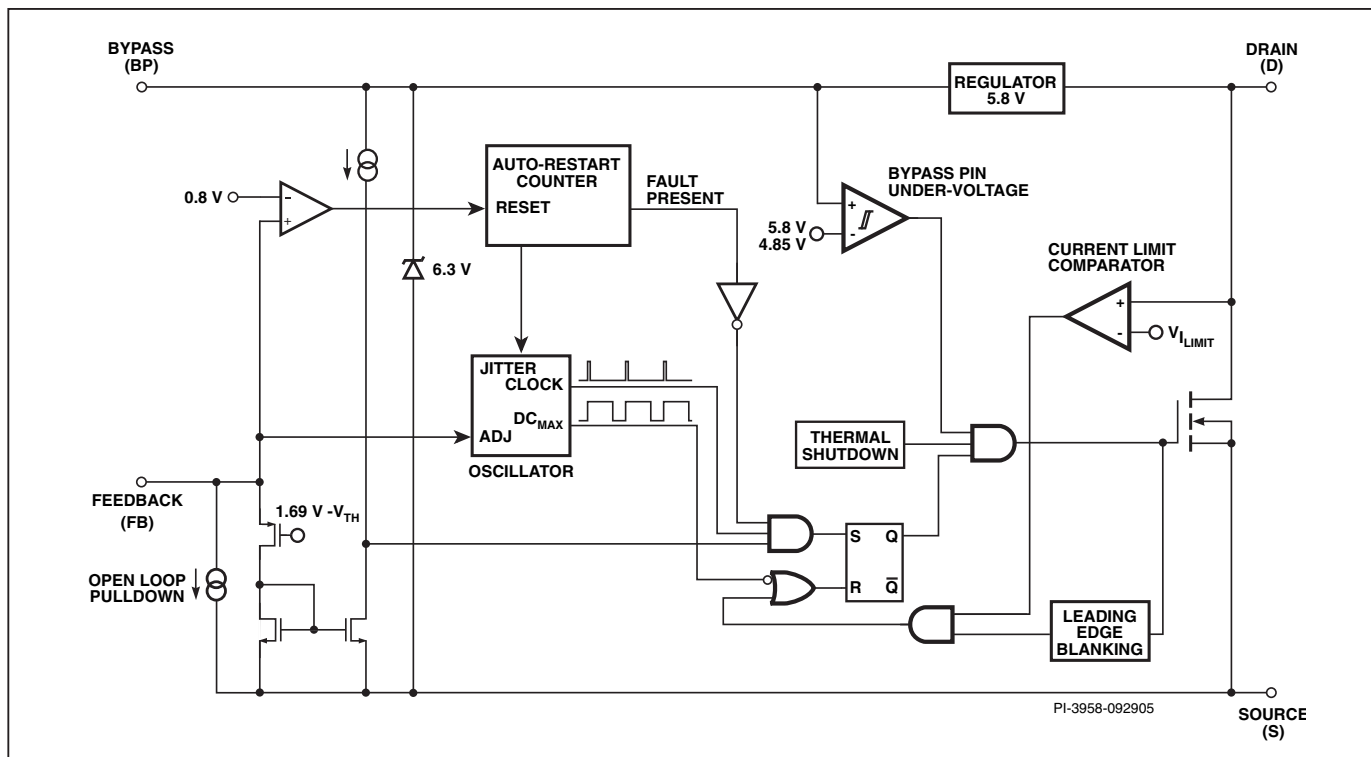 BYPASS
(BP)
DRAIN
(D)
REGULATOR
5.8 V
0.8 V
-
+
AUTO-RESTART
COUNTER
RESET
FAULT
PRESENT
BYPASS PIN
UNDER-VOLTAGE
+
-
5.8 V
4.85 V
6.3 V
CURRENT LIMIT
COMPARATOR
+
-
VILIMIT
JITTER
CLOCK
DCMAX
ADJ
OSCILLATOR
THERMAL
SHUTDOWN
FEEDBACK
(FB)
1.69 V -VTH
OPEN LOOP
PULLDOWN
S Q
R Q̅
LEADING
EDGE
BLANKING
PI-3958-092905
SOURCE
(S)